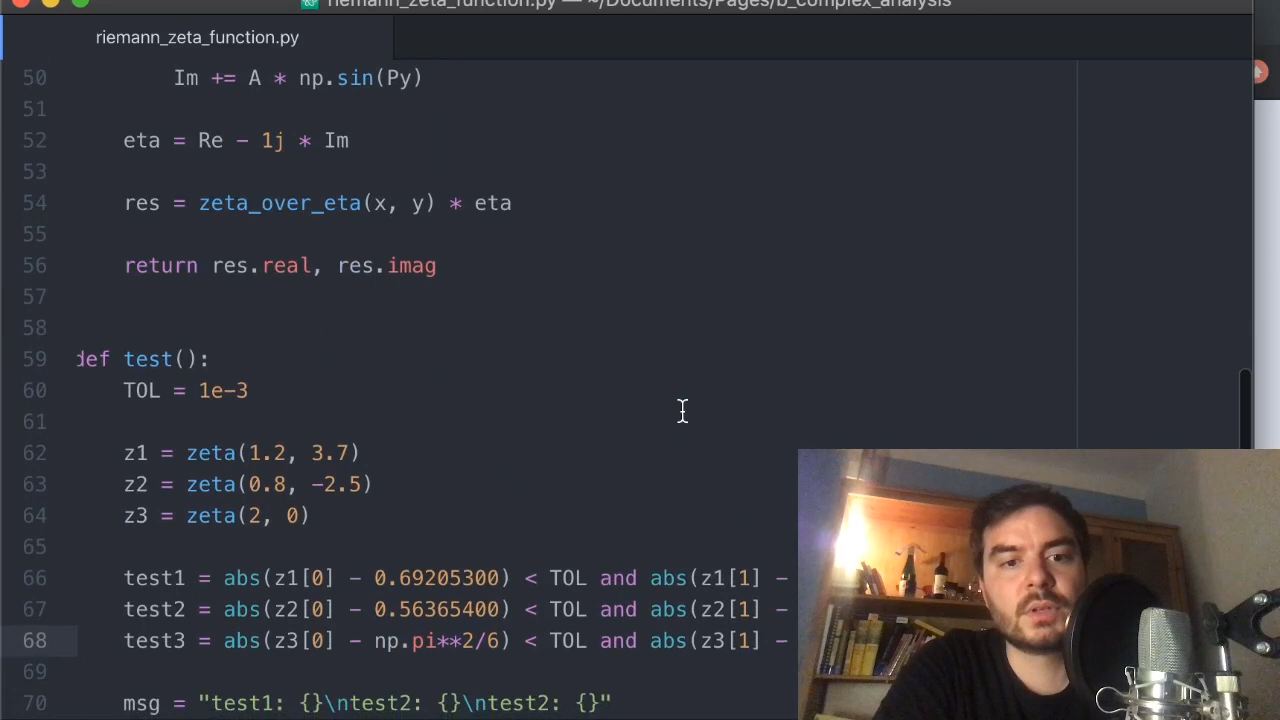 riemann_zeta_function.py — ~/Documents/Pages/b_complex_analysis
riemann_zeta_function.py
50 Im += A * np.sin(Py)
51
52 eta = Re - 1j * Im
53
54 res = zeta_over_eta(x, y) * eta
55
56 return res.real, res.imag
57
58
59 def test():
60 TOL = 1e-3
61
62 z1 = zeta(1.2, 3.7)
63 z2 = zeta(0.8, -2.5)
64 z3 = zeta(2, 0)
65
66 test1 = abs(z1[0] - 0.69205300) < TOL and abs(z1[1] -
67 test2 = abs(z2[0] - 0.56365400) < TOL and abs(z2[1] -
68 test3 = abs(z3[0] - np.pi**2/6) < TOL and abs(z3[1] -
69
70 msg = "test1: {}\ntest2: {}\ntest2: {}"